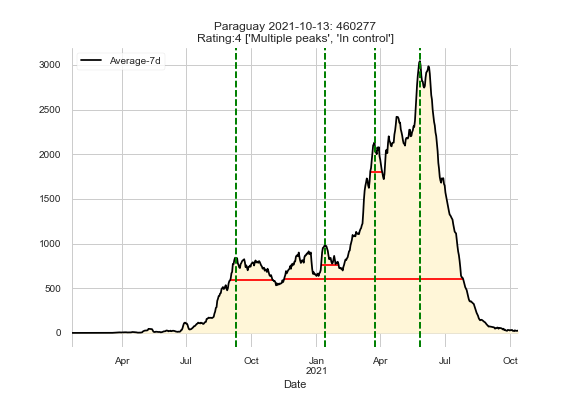 Paraguay 2021-10-13: 460277
Rating:4 ['Multiple peaks', 'In control']
Average-7d
3000
2500
2000
1500
1000
500
0
Apr Jul Oct Jan Apr Jul Oct
2021
Date